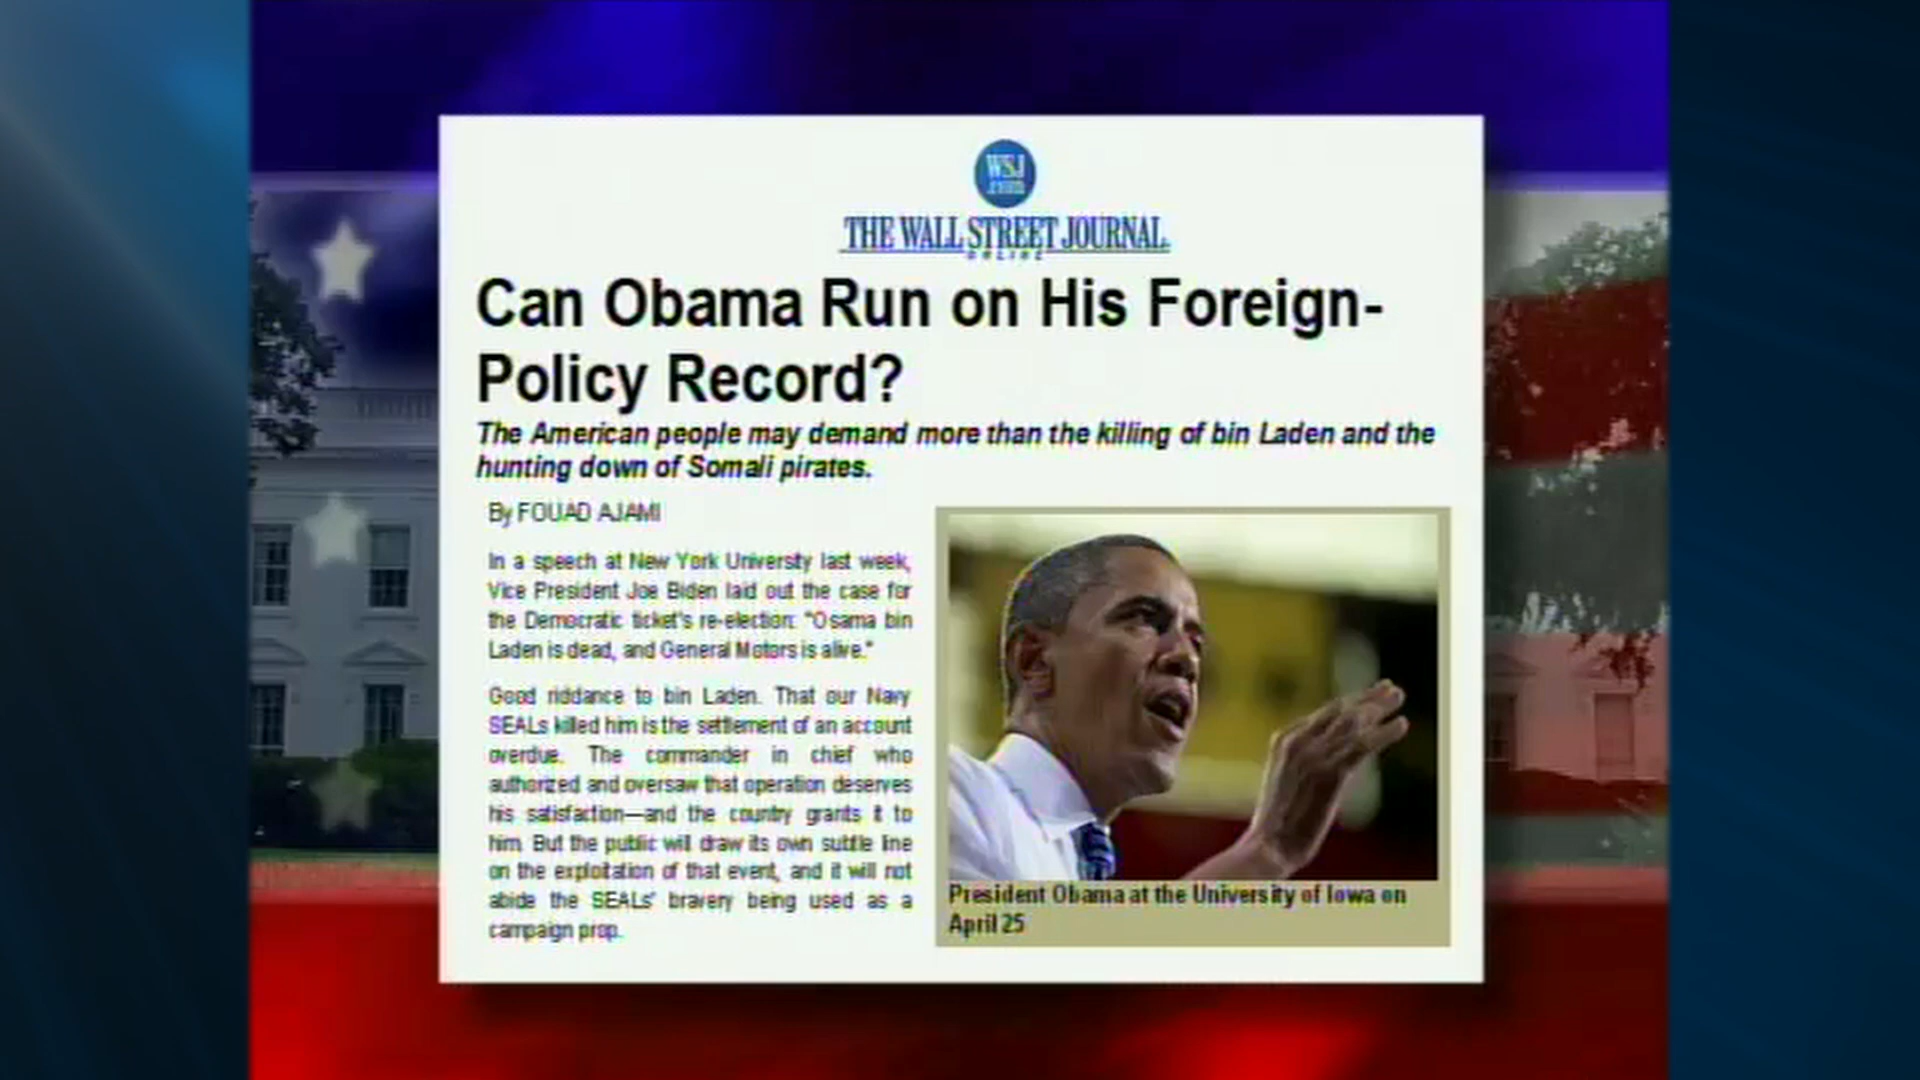 WSJ
.com
THE WALL STREET JOURNAL.
ONLINE
Can Obama Run on His Foreign-
Policy Record?
The American people may demand more than the killing of bin Laden and the
hunting down of Somali pirates.
By FOUAD AJAMI
In a speech at New York University last week,
Vice President Joe Biden laid out the case for
the Democratic ticket's re-election: "Osama bin
Laden is dead, and General Motors is alive."
Good riddance to bin Laden. That our Navy
SEALs killed him is the settlement of an account
overdue. The commander in chief who
authorized and oversaw that operation deserves
his satisfaction—and the country grants it to
him. But the public will draw its own subtle line
on the exploitation of that event, and it will not
abide the SEALs' bravery being used as a
campaign prop.
President Obama at the University of Iowa on
April 25